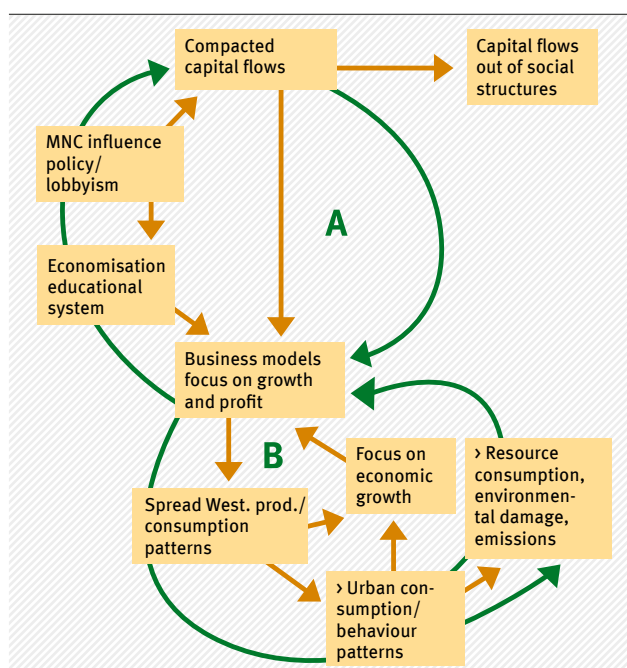 Compacted
capital flows
Capital flows
out of social
structures
MNC influence
policy/
lobbyism
A
Economisation
educational
system
Business models
focus on growth
and profit
B
Focus on
economic
growth
› Resource
consumption,
environmen-
tal damage,
emissions
Spread West. prod./
consumption
patterns
› Urban con-
sumption/
behaviour
patterns